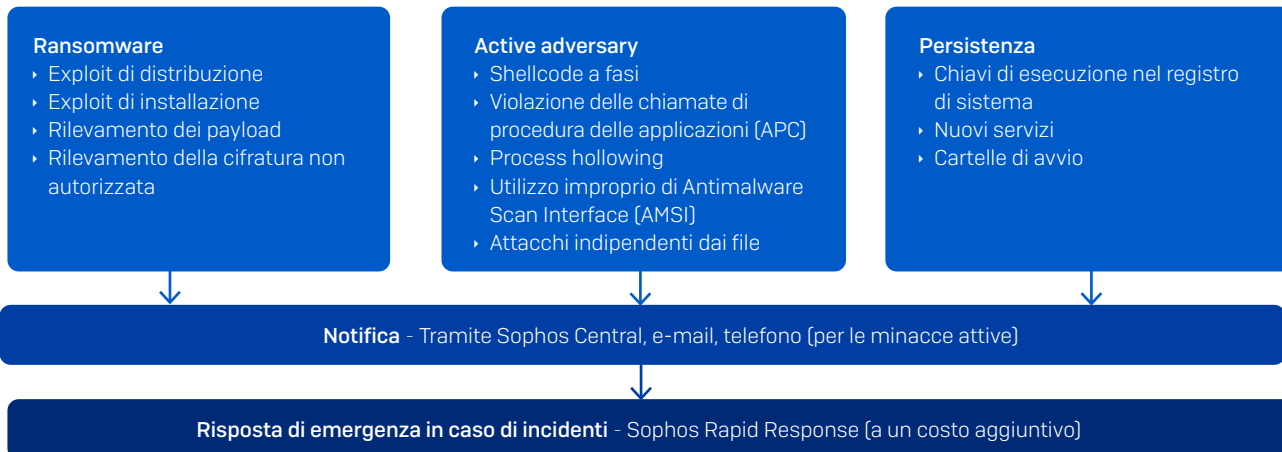 Ransomware
‣ Exploit di distribuzione
‣ Exploit di installazione
‣ Rilevamento dei payload
‣ Rilevamento della cifratura non
autorizzata
Active adversary
‣ Shellcode a fasi
‣ Violazione delle chiamate di
procedura delle applicazioni (APC)
‣ Process hollowing
‣ Utilizzo improprio di Antimalware
Scan Interface (AMSI)
‣ Attacchi indipendenti dai file
Persistenza
‣ Chiavi di esecuzione nel registro
di sistema
‣ Nuovi servizi
‣ Cartelle di avvio
Notifica - Tramite Sophos Central, e-mail, telefono (per le minacce attive)
Risposta di emergenza in caso di incidenti - Sophos Rapid Response (a un costo aggiuntivo)